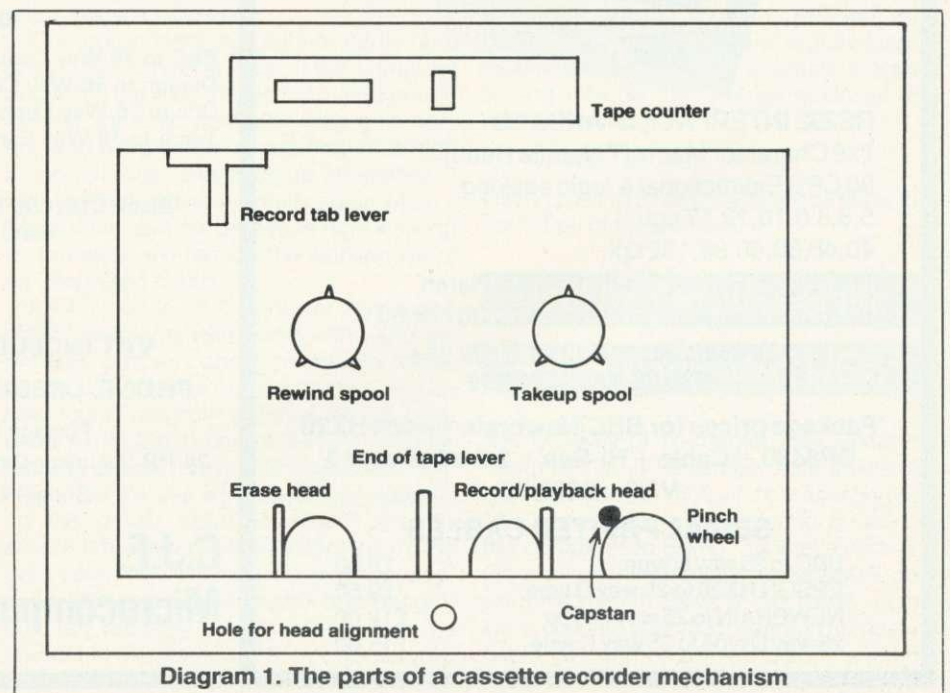 Tape counter
Record tab lever
Rewind spool
Takeup spool
End of tape lever
Erase head
Record/playback head
Pinch
wheel
Capstan
Hole for head alignment
Diagram 1. The parts of a cassette recorder mechanism